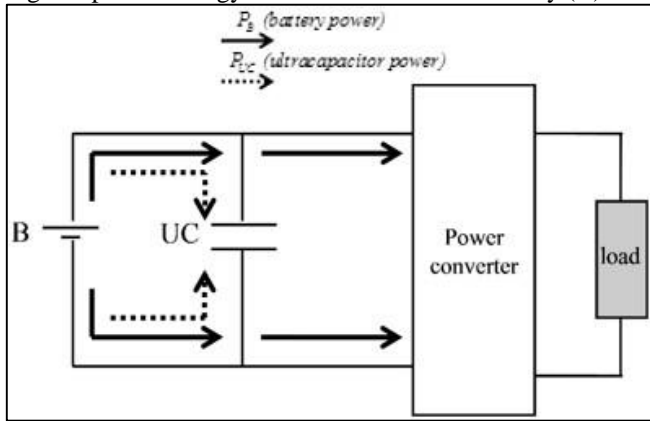 P_B (battery power)
P_UC (ultracapacitor power)
B
UC
Power
converter
load